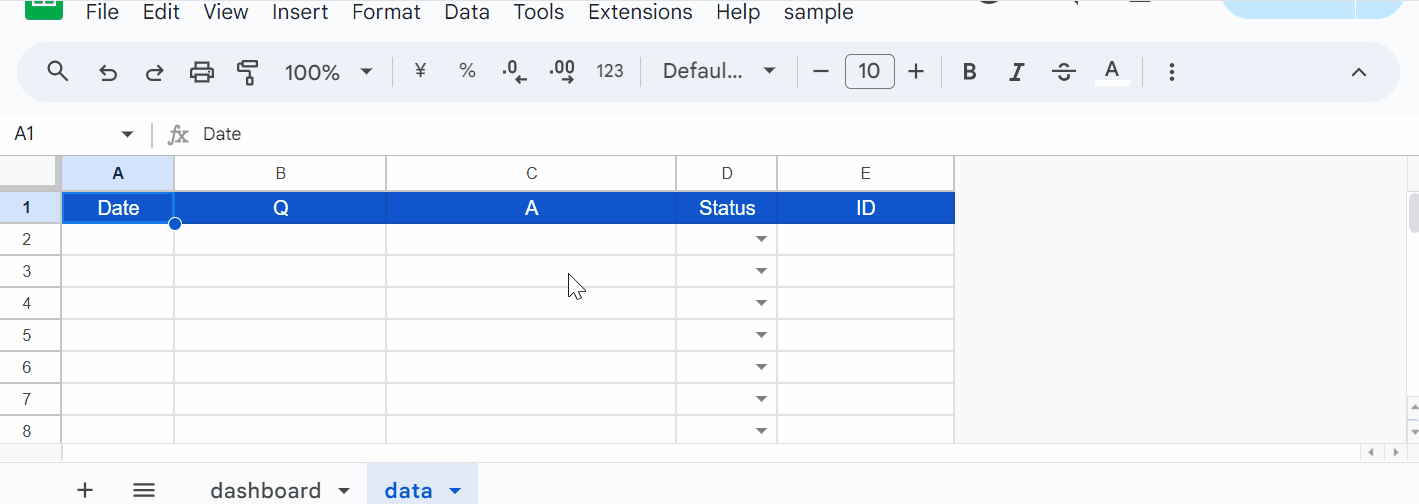 File Edit View Insert Format Data Tools Extensions Help sample
100% ¥ % .0 .00 123 Defaul... 10 B I S A
A1 fx Date
A B C D E
1 Date Q A Status ID
2
3
4
5
6
7
8
+ dashboard data